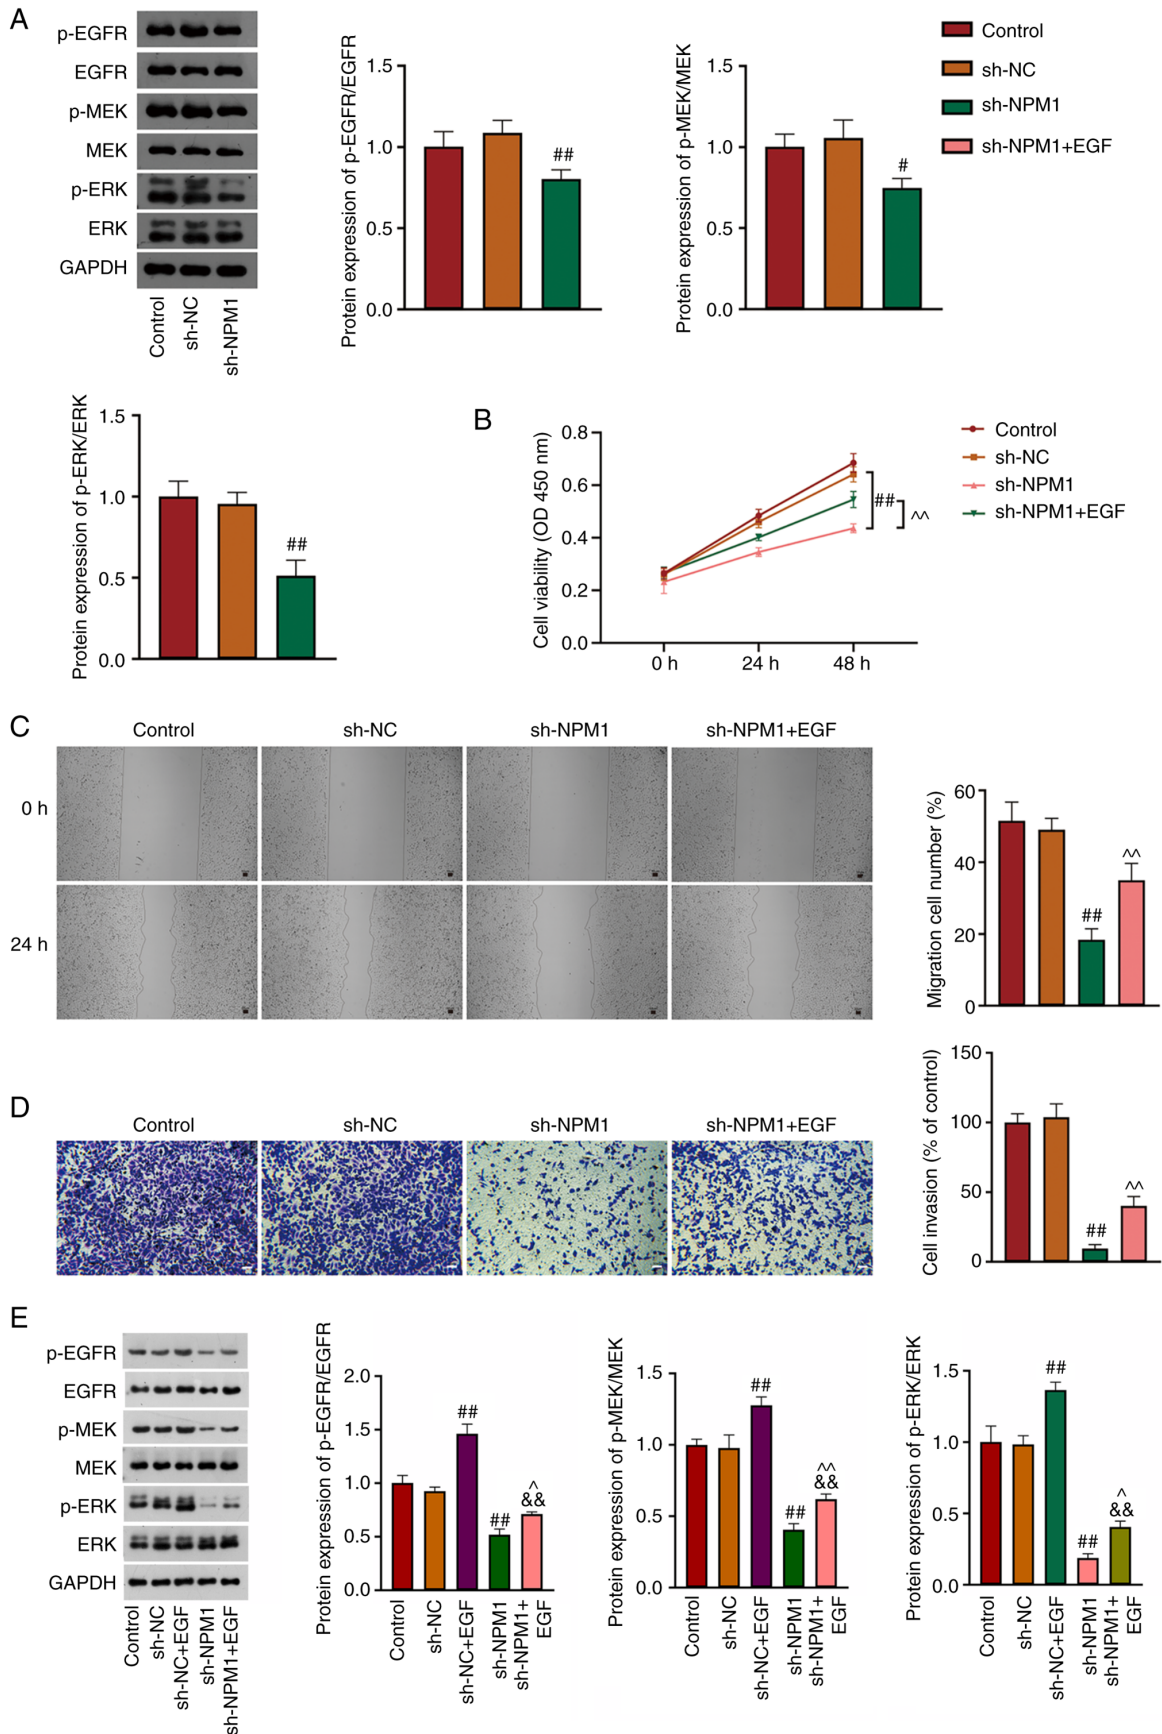 A
p-EGFR
EGFR
p-MEK
MEK
p-ERK
ERK
GAPDH
Control
sh-NC
sh-NPM1
Protein expression of p-EGFR/EGFR
1.5
1.0
0.5
0.0
##
Protein expression of p-MEK/MEK
1.5
1.0
0.5
0.0
#
Control
sh-NC
sh-NPM1
sh-NPM1+EGF
Protein expression of p-ERK/ERK
1.5
1.0
0.5
0.0
##
B
Cell viability (OD 450 nm)
0.8
0.6
0.4
0.2
0.0
0 h
24 h
48 h
##
^^
Control
sh-NC
sh-NPM1
sh-NPM1+EGF
C
Control
sh-NC
sh-NPM1
sh-NPM1+EGF
0 h
24 h
Migration cell number (%)
60
40
20
0
##
^^
D
Control
sh-NC
sh-NPM1
sh-NPM1+EGF
Cell invasion (% of control)
150
100
50
0
##
^^
E
p-EGFR
EGFR
p-MEK
MEK
p-ERK
ERK
GAPDH
Control
sh-NC
sh-NC+EGF
sh-NPM1
sh-NPM1+EGF
Protein expression of p-EGFR/EGFR
2.0
1.5
1.0
0.5
0.0
##
##
^
&&
Control
sh-NC
sh-NC+EGF
sh-NPM1
sh-NPM1+
EGF
Protein expression of p-MEK/MEK
1.5
1.0
0.5
0.0
##
##
^^
&&
Control
sh-NC
sh-NC+EGF
sh-NPM1
sh-NPM1+
EGF
Protein expression of p-ERK/ERK
1.5
1.0
0.5
0.0
##
##
^
&&
Control
sh-NC
sh-NC+EGF
sh-NPM1
sh-NPM1+
EGF